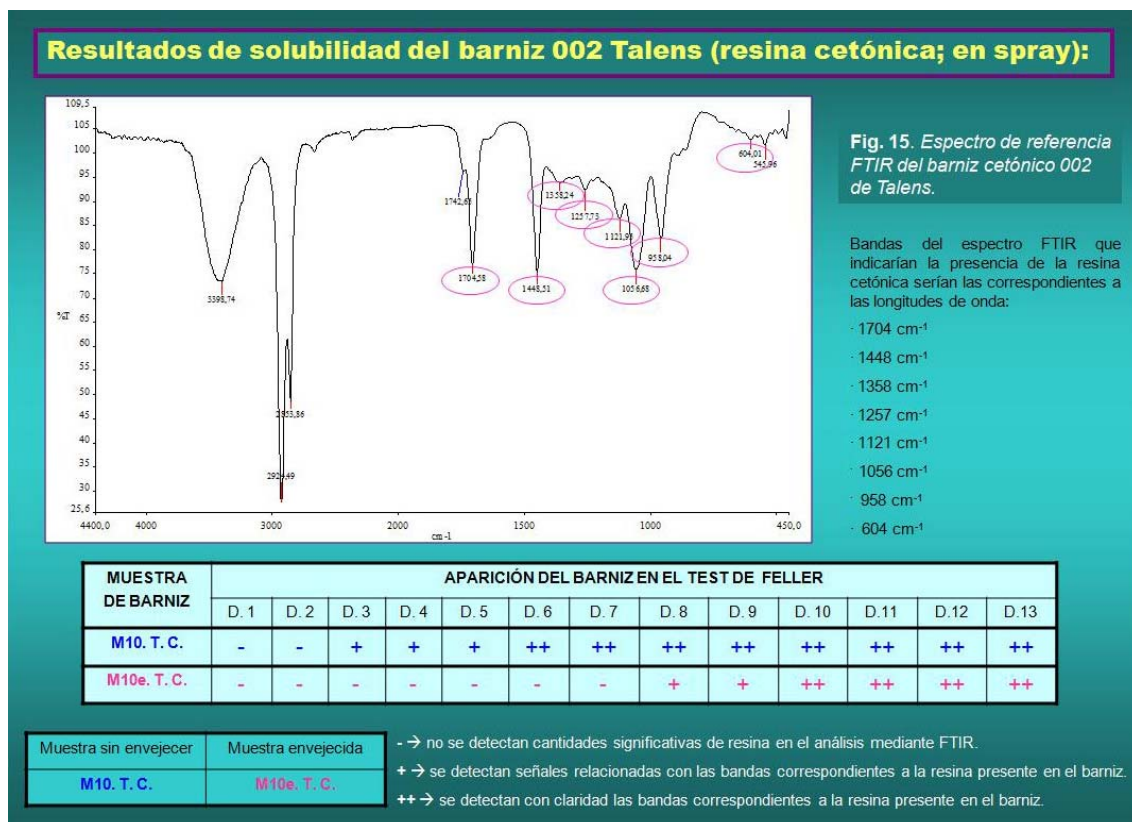 Resultados de solubilidad del barniz 002 Talens (resina cetónica; en spray):
109,5
105
100
95
90
85
80
75
70
%T
65
60
55
50
45
40
35
30
25,6
4400,0
4000
3000
2000
1500
1000
450,0
cm-1
3398,74
2924,49
2853,86
1742,63
1704,58
1448,51
1358,24
1257,75
1121,95
1056,68
958,04
604,01
545,96
Fig. 15. Espectro de referencia
FTIR del barniz cetónico 002
de Talens.
Bandas del espectro FTIR que
indicarían la presencia de la resina
cetónica serían las correspondientes a
las longitudes de onda:
· 1704 cm-1
· 1448 cm-1
· 1358 cm-1
· 1257 cm-1
· 1121 cm-1
· 1056 cm-1
· 958 cm-1
· 604 cm-1
MUESTRA
DE BARNIZ
APARICIÓN DEL BARNIZ EN EL TEST DE FELLER
D. 1 D. 2 D. 3 D. 4 D. 5 D. 6 D. 7 D. 8 D. 9 D. 10 D.11 D.12 D.13
M10. T. C. - - + + + ++ ++ ++ ++ ++ ++ ++ ++
M10e. T. C. - - - - - - - + + ++ ++ ++ ++
Muestra sin envejecer Muestra envejecida
M10. T. C. M10e. T. C.
- → no se detectan cantidades significativas de resina en el análisis mediante FTIR.
+ → se detectan señales relacionadas con las bandas correspondientes a la resina presente en el barniz.
++ → se detectan con claridad las bandas correspondientes a la resina presente en el barniz.